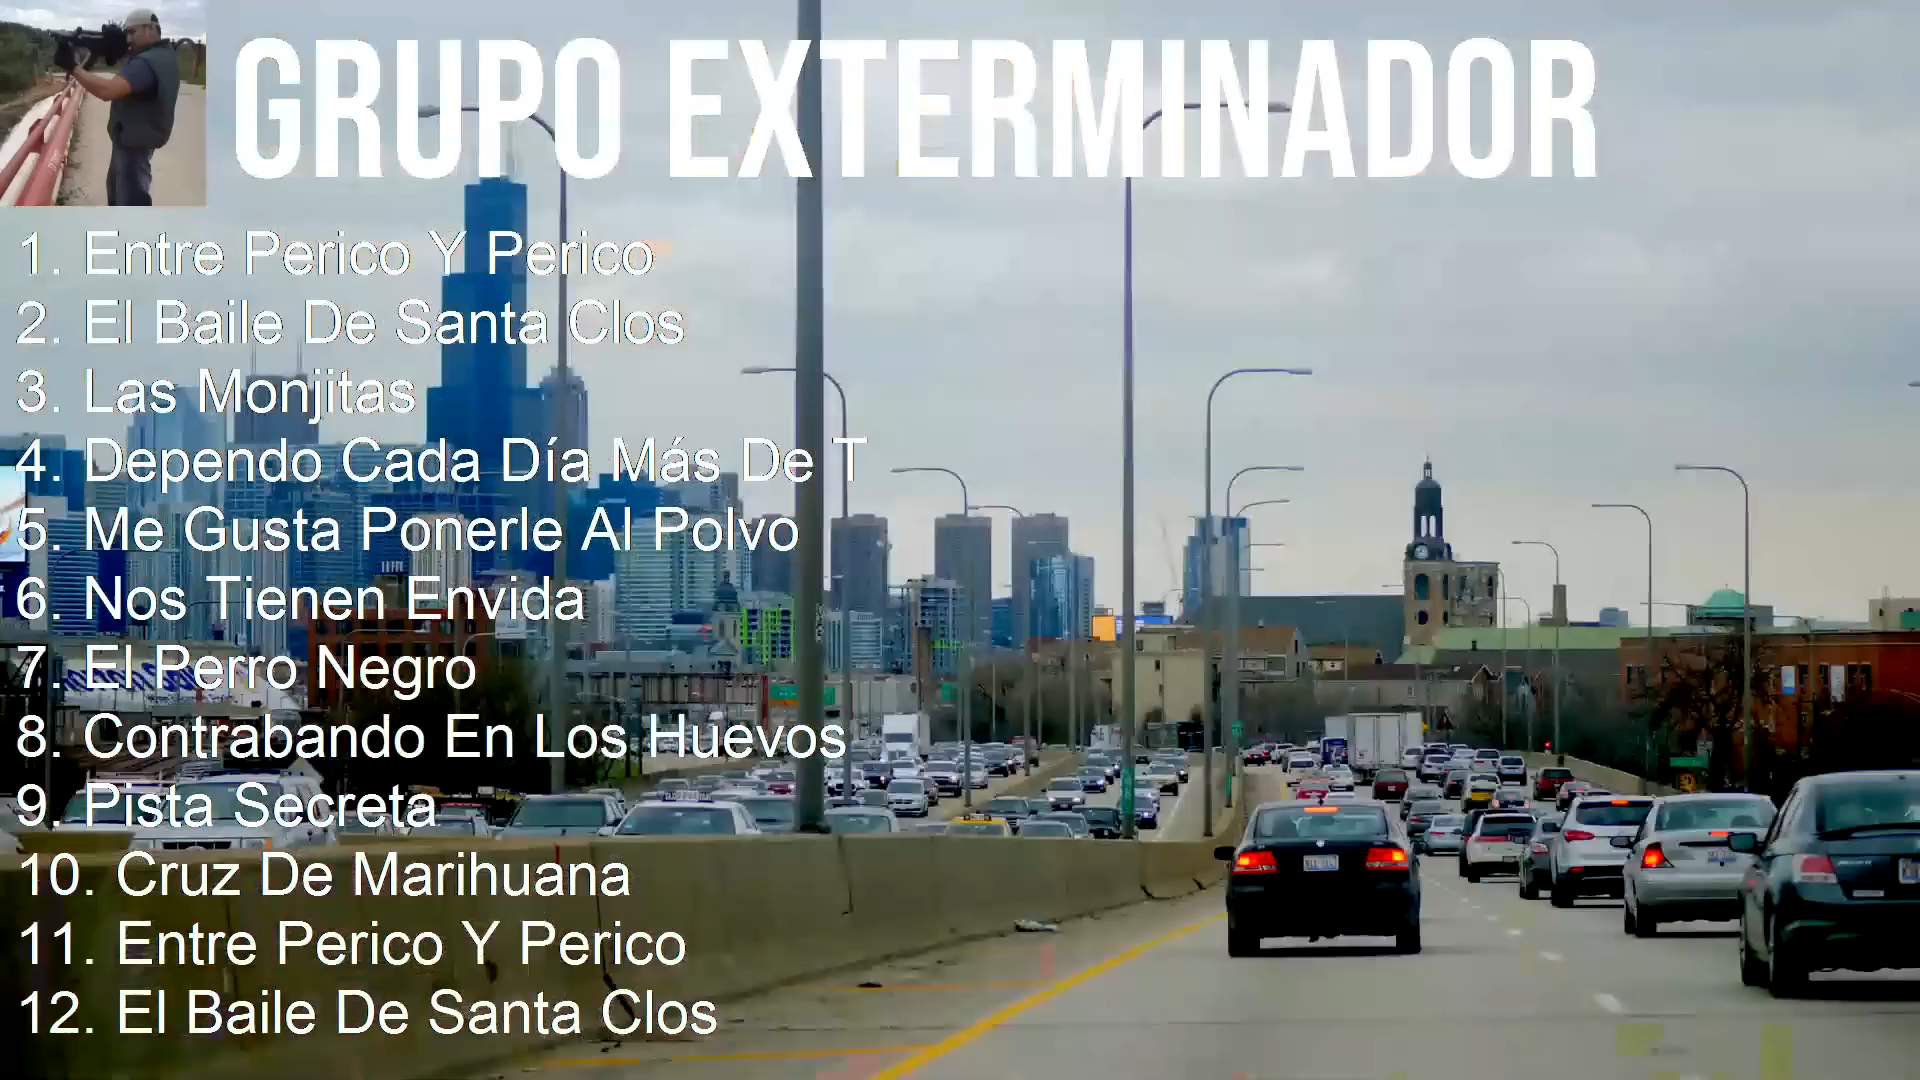 GRUPO EXTERMINADOR
1. Entre Perico Y Perico
2. El Baile De Santa Clos
3. Las Monjitas
4. Dependo Cada Día Más De T
5. Me Gusta Ponerle Al Polvo
6. Nos Tienen Envida
7. El Perro Negro
8. Contrabando En Los Huevos
9. Pista Secreta
10. Cruz De Marihuana
11. Entre Perico Y Perico
12. El Baile De Santa Clos